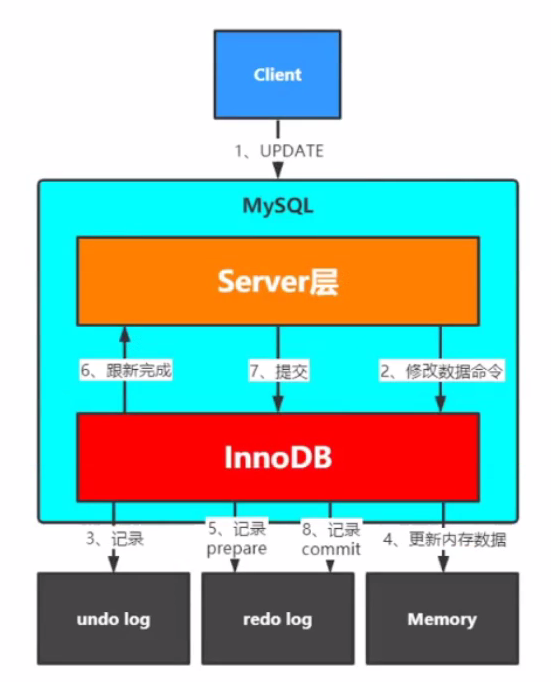 Client
1、UPDATE
MySQL
Server层
6、跟新完成
7、提交
2、修改数据命令
InnoDB
3、记录
5、记录
prepare
8、记录
commit
4、更新内存数据
undo log
redo log
Memory